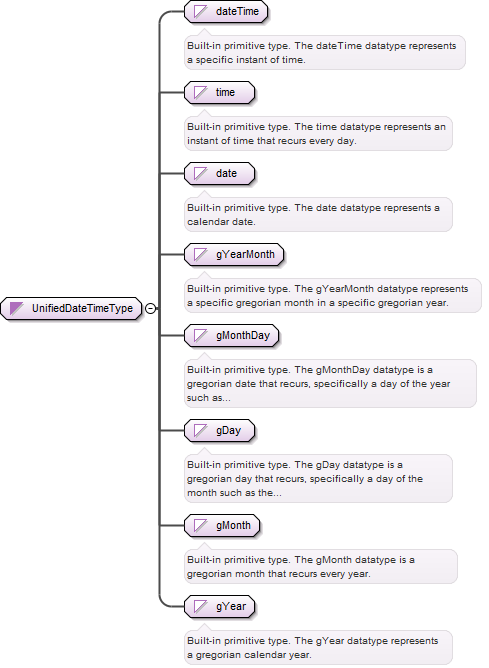 dateTime
Built-in primitive type. The dateTime datatype represents
a specific instant of time.
time
Built-in primitive type. The time datatype represents an
instant of time that recurs every day.
date
Built-in primitive type. The date datatype represents a
calendar date.
gYearMonth
Built-in primitive type. The gYearMonth datatype represents
a specific gregorian month in a specific gregorian year.
UnifiedDateTimeType
gMonthDay
Built-in primitive type. The gMonthDay datatype is a
gregorian date that recurs, specifically a day of the year
such as...
gDay
Built-in primitive type. The gDay datatype is a
gregorian day that recurs, specifically a day of the
month such as the...
gMonth
Built-in primitive type. The gMonth datatype is a
gregorian month that recurs every year.
gYear
Built-in primitive type. The gYear datatype represents
a gregorian calendar year.